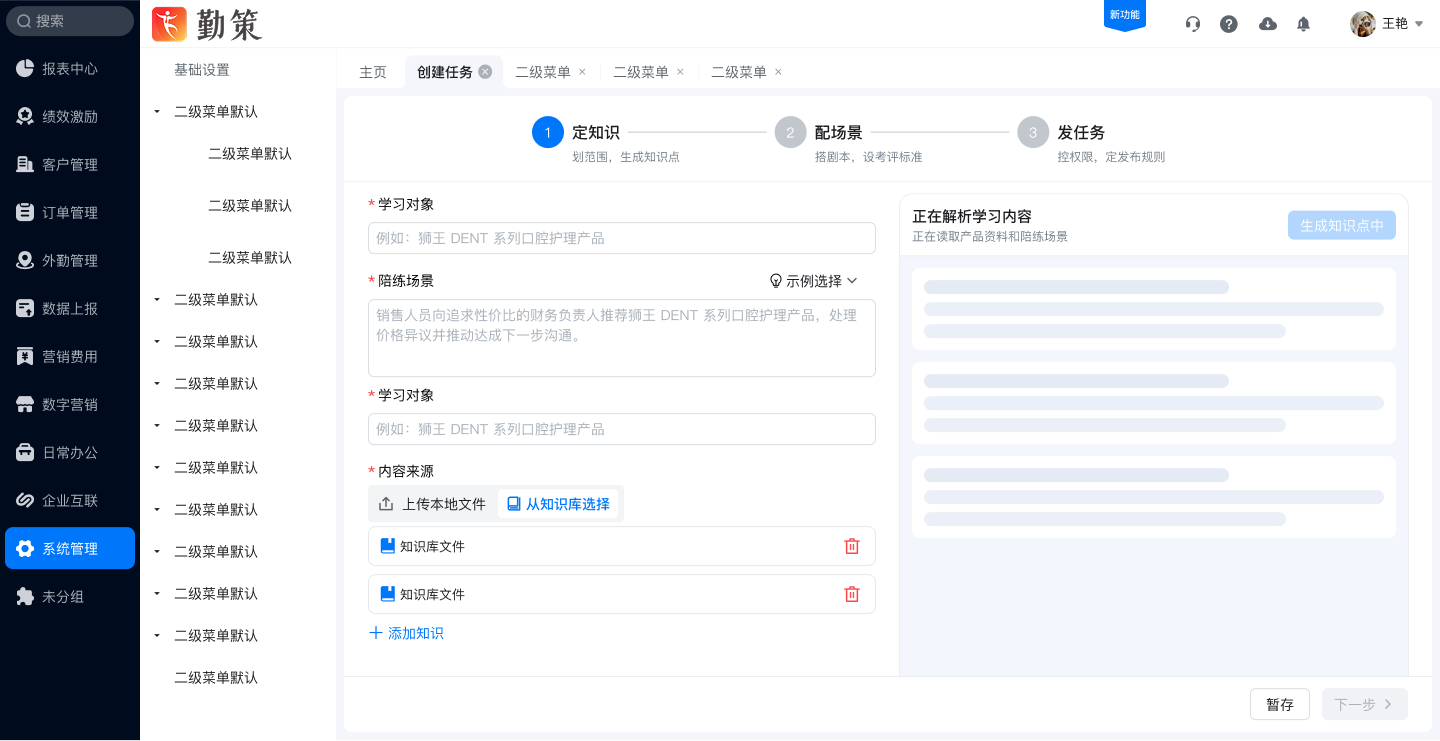 搜索
报表中心
绩效激励
客户管理
订单管理
外勤管理
数据上报
营销费用
数字营销
日常办公
企业互联
系统管理
未分组
勤策
新功能
王艳
基础设置
二级菜单默认
二级菜单默认
二级菜单默认
二级菜单默认
二级菜单默认
二级菜单默认
二级菜单默认
二级菜单默认
二级菜单默认
二级菜单默认
二级菜单默认
二级菜单默认
二级菜单默认
二级菜单默认
主页
创建任务
二级菜单
二级菜单
二级菜单
1 定知识
划范围，生成知识点
2 配场景
搭剧本，设考评标准
3 发任务
控权限，定发布规则
* 学习对象
例如：狮王 DENT 系列口腔护理产品
* 陪练场景
示例选择
销售人员向追求性价比的财务负责人推荐狮王 DENT 系列口腔护理产品，处理
价格异议并推动达成下一步沟通。
* 学习对象
例如：狮王 DENT 系列口腔护理产品
* 内容来源
上传本地文件
从知识库选择
知识库文件
知识库文件
添加知识
正在解析学习内容
正在读取产品资料和陪练场景
生成知识点中
暂存
下一步